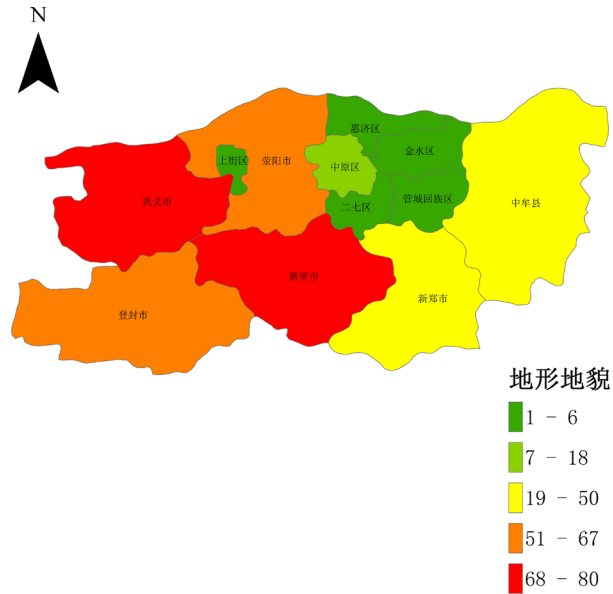 N
惠济区
金水区
上街区
荥阳市
中原区
巩义市
二七区
管城回族区
中牟县
新密市
新郑市
登封市
地形地貌
1 - 6
7 - 18
19 - 50
51 - 67
68 - 80